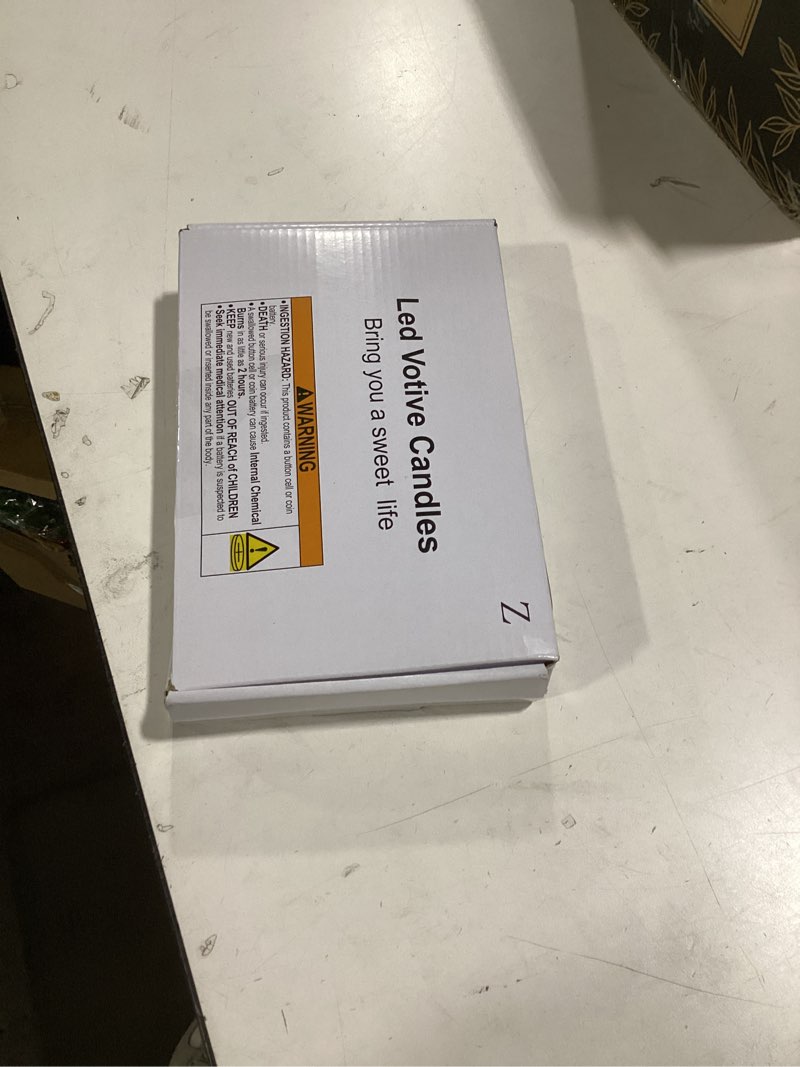 Z
Led Votive Candles
Bring you a sweet life
WARNING
• INGESTION HAZARD: This product contains a button cell or coin
battery.
• DEATH or serious injury can occur if ingested.
• A swallowed button cell or coin battery can cause Internal Chemical
Burns in as little as 2 hours.
• KEEP new and used batteries OUT OF REACH of CHILDREN
• Seek immediate medical attention if a battery is suspected to
be swallowed or inserted inside any part of the body.